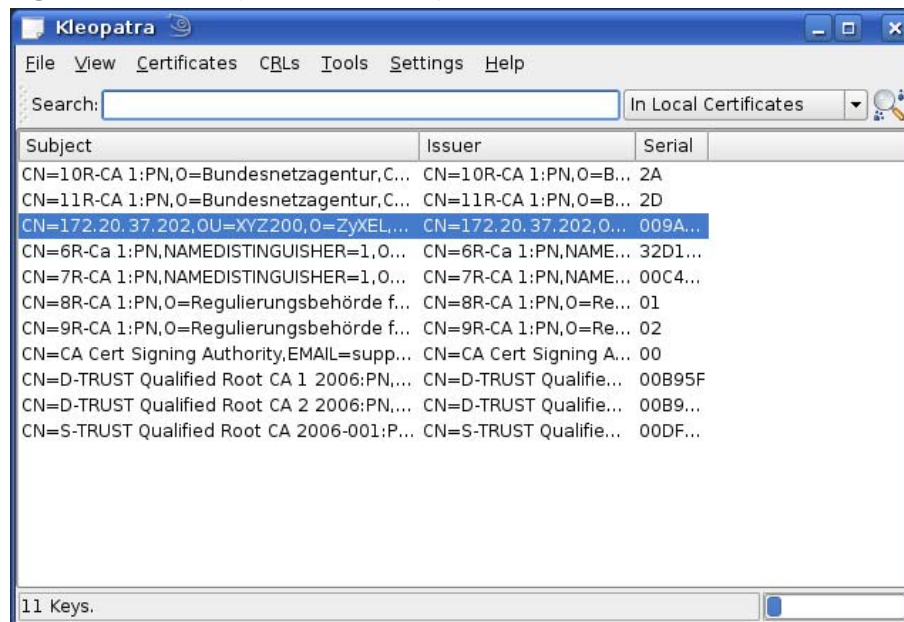 Kleopatra
File View Certificates CRLs Tools Settings Help
Search: In Local Certificates
Subject Issuer Serial
CN=10R-CA 1:PN,O=Bundesnetzagentur,C... CN=10R-CA 1:PN,O=B... 2A
CN=11R-CA 1:PN,O=Bundesnetzagentur,C... CN=11R-CA 1:PN,O=B... 2D
CN=172.20.37.202,OU=XYZ200,O=ZyXEL,... CN=172.20.37.202,O... 009A...
CN=6R-Ca 1:PN,NAMEDISTINGUISHER=1,O... CN=6R-Ca 1:PN,NAME... 32D1...
CN=7R-CA 1:PN,NAMEDISTINGUISHER=1,O... CN=7R-CA 1:PN,NAME... 00C4...
CN=8R-CA 1:PN,O=Regulierungsbehörde f... CN=8R-CA 1:PN,O=Re... 01
CN=9R-CA 1:PN,O=Regulierungsbehörde f... CN=9R-CA 1:PN,O=Re... 02
CN=CA Cert Signing Authority,EMAIL=supp... CN=CA Cert Signing A... 00
CN=D-TRUST Qualified Root CA 1 2006:PN,... CN=D-TRUST Qualifie... 00B95F
CN=D-TRUST Qualified Root CA 2 2006:PN,... CN=D-TRUST Qualifie... 00B9...
CN=S-TRUST Qualified Root CA 2006-001:P... CN=S-TRUST Qualifie... 00DF...
11 Keys.